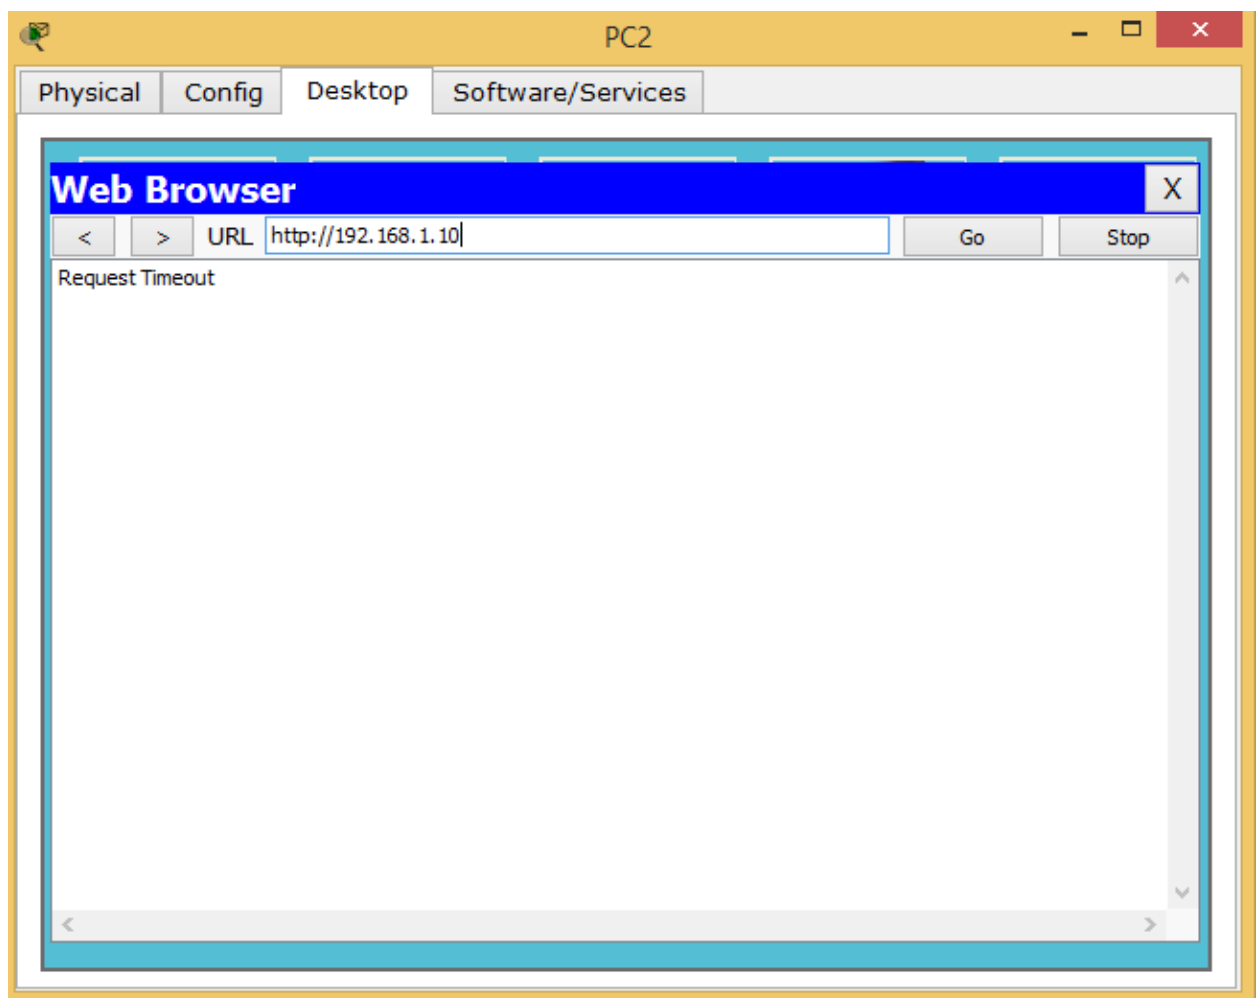 PC2
Physical Config Desktop Software/Services
Web Browser X
< > URL http://192.168.1.10 Go Stop
Request Timeout